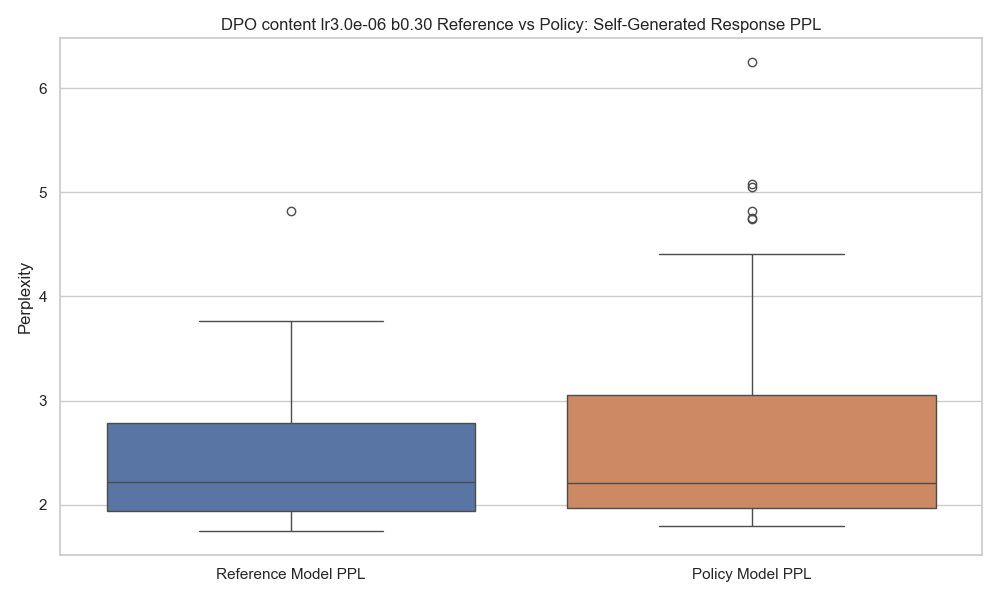 DPO content lr3.0e-06 b0.30 Reference vs Policy: Self-Generated Response PPL
Perplexity
6
5
4
3
2
Reference Model PPL
Policy Model PPL